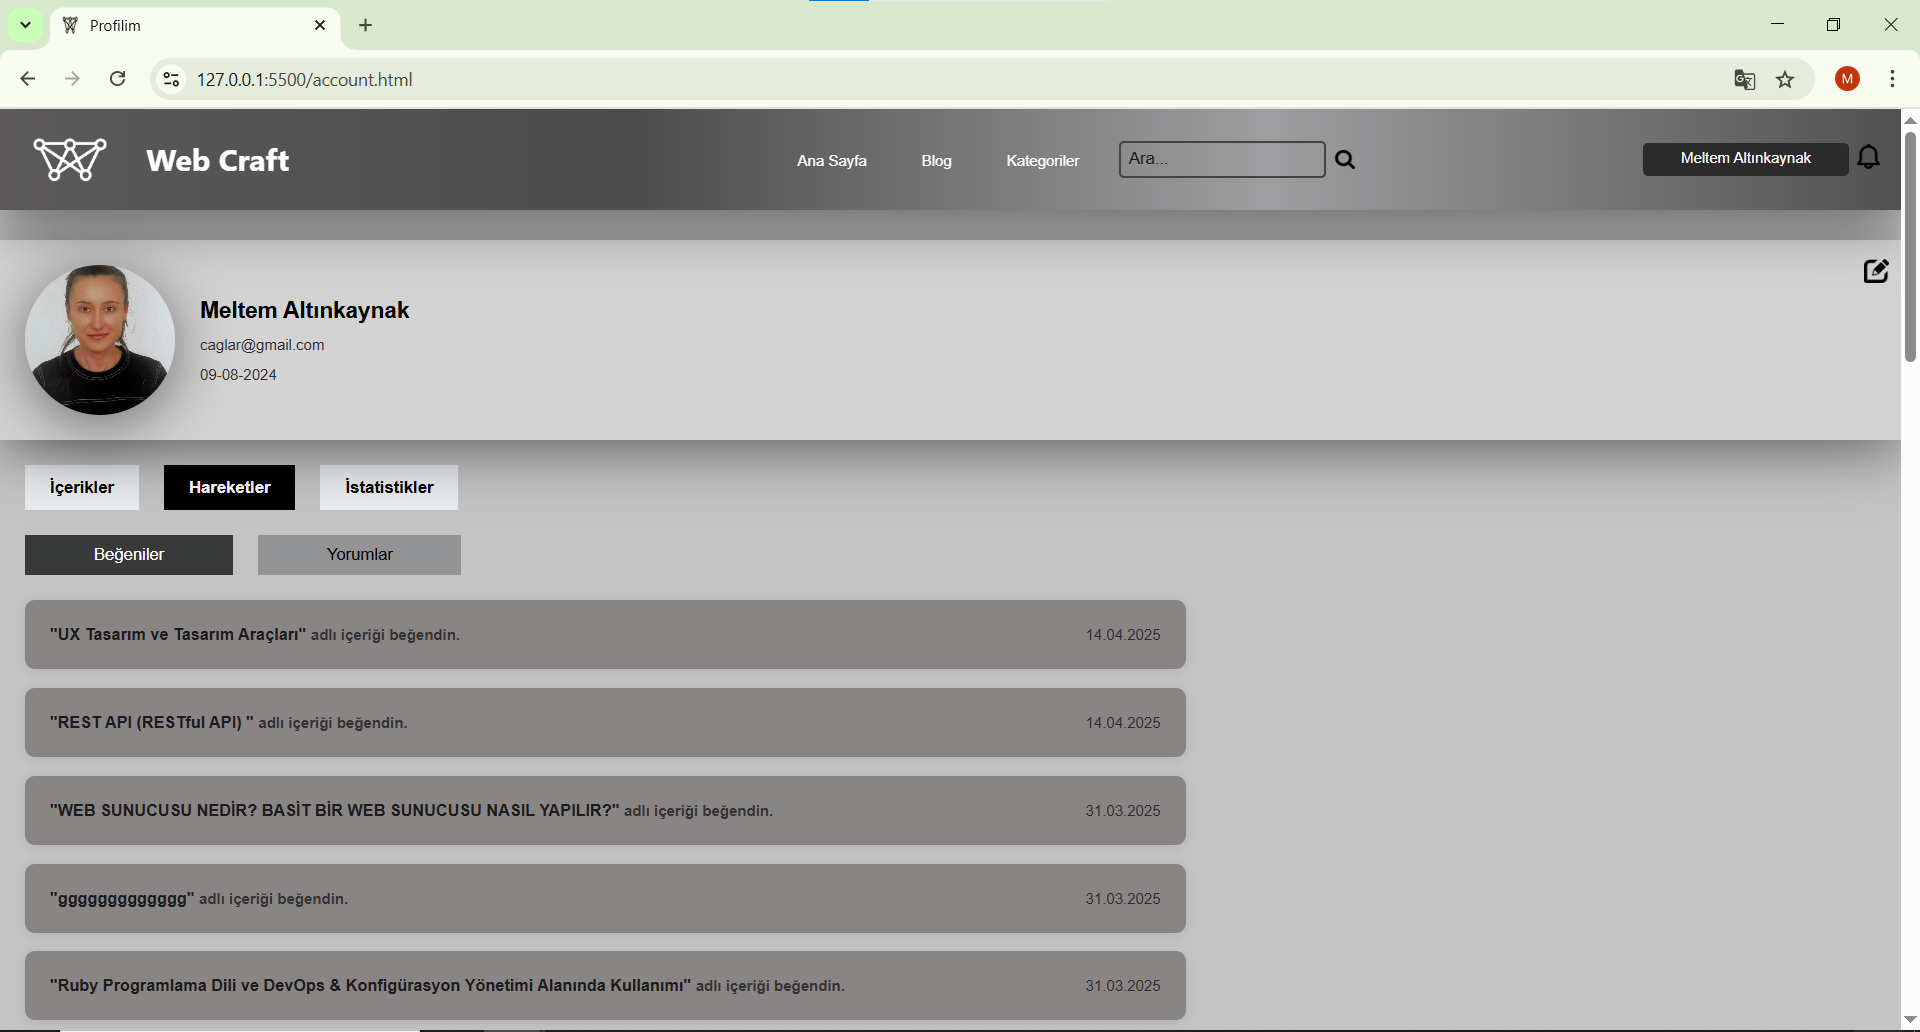 Profilim
127.0.0.1:5500/account.html
M
Web Craft
Ana Sayfa
Blog
Kategoriler
Ara...
Meltem Altınkaynak
Meltem Altınkaynak
caglar@gmail.com
09-08-2024
İçerikler
Hareketler
İstatistikler
Beğeniler
Yorumlar
"UX Tasarım ve Tasarım Araçları" adlı içeriği beğendin. 14.04.2025
"REST API (RESTful API) " adlı içeriği beğendin. 14.04.2025
"WEB SUNUCUSU NEDİR? BASİT BİR WEB SUNUCUSU NASIL YAPILIR?" adlı içeriği beğendin. 31.03.2025
"ggggggggggggg" adlı içeriği beğendin. 31.03.2025
"Ruby Programlama Dili ve DevOps & Konfigürasyon Yönetimi Alanında Kullanımı" adlı içeriği beğendin. 31.03.2025